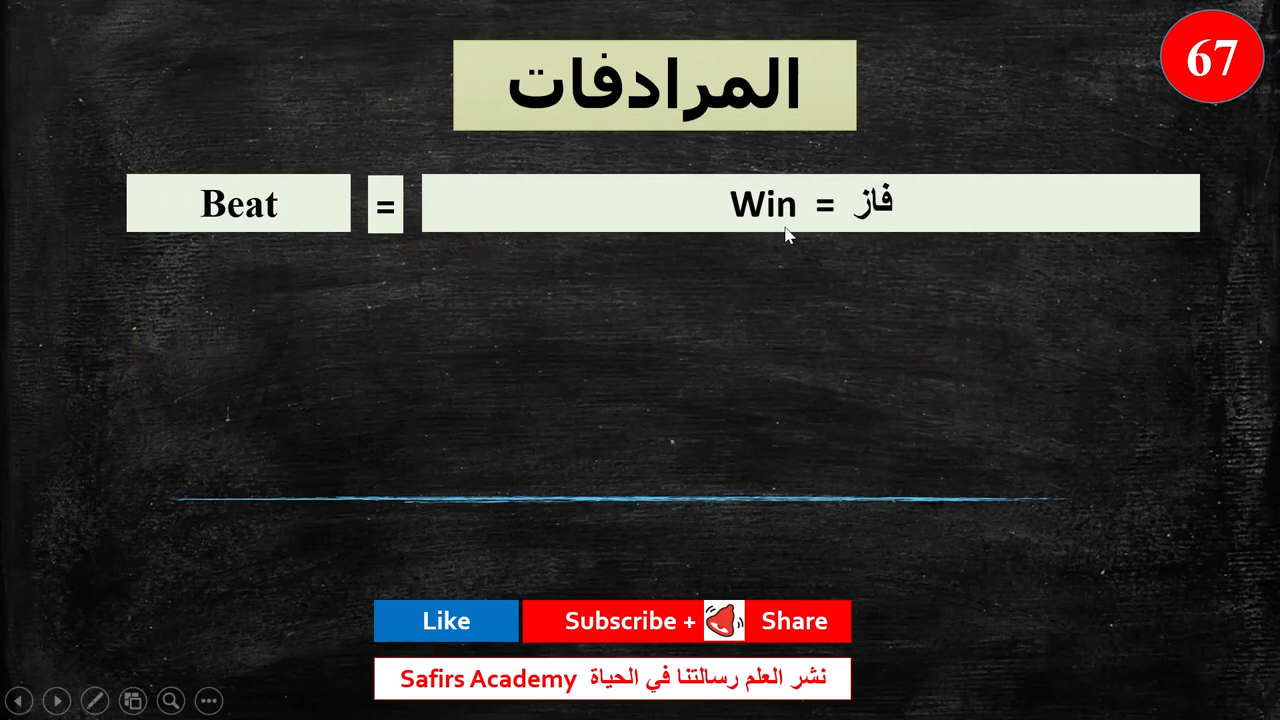 67
المرادفات
Beat = Win = فاز
Like Subscribe + Share
Safirs Academy نشر العلم رسالتنا في الحياة